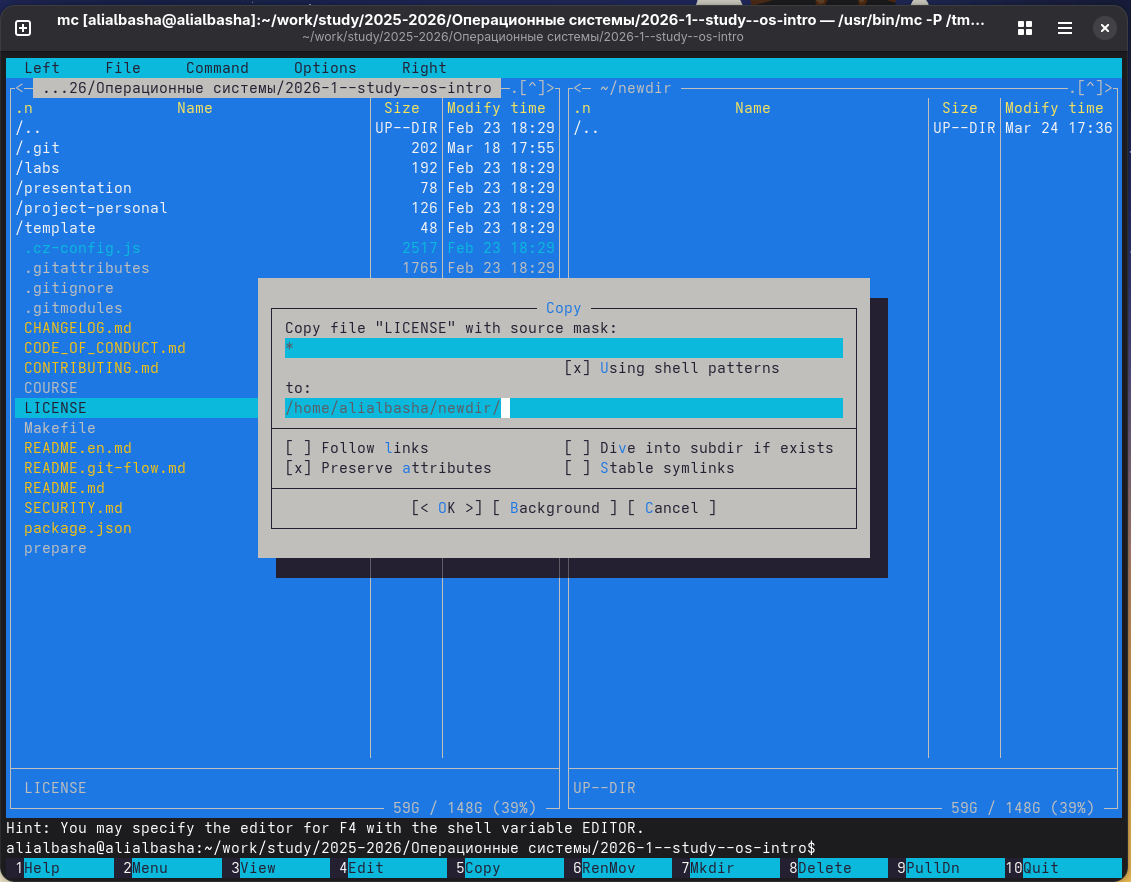 mc [alialbasha@alialbasha]:~/work/study/2025-2026/Операционные системы/2026-1--study--os-intro — /usr/bin/mc -P /tm…
~/work/study/2025-2026/Операционные системы/2026-1--study--os-intro
Left File Command Options Right
<— ...26/Операционные системы/2026-1--study--os-intro —.[^]> <— ~/newdir —.[^]>
.n Name Size Modify time .n Name Size Modify time
/.. UP--DIR Feb 23 18:29 /.. UP--DIR Mar 24 17:36
/.git 202 Mar 18 17:55
/labs 192 Feb 23 18:29
/presentation 78 Feb 23 18:29
/project-personal 126 Feb 23 18:29
/template 48 Feb 23 18:29
.cz-config.js 2517 Feb 23 18:29
.gitattributes 1765 Feb 23 18:29
.gitignore
.gitmodules
CHANGELOG.md
CODE_OF_CONDUCT.md
CONTRIBUTING.md
COURSE
LICENSE
Makefile
README.en.md
README.git-flow.md
README.md
SECURITY.md
package.json
prepare
Copy
Copy file "LICENSE" with source mask:
*
[x] Using shell patterns
to:
/home/alialbasha/newdir/
[ ] Follow links [ ] Dive into subdir if exists
[x] Preserve attributes [ ] Stable symlinks
[< OK >] [ Background ] [ Cancel ]
LICENSE UP--DIR
59G / 148G (39%) 59G / 148G (39%)
Hint: You may specify the editor for F4 with the shell variable EDITOR.
alialbasha@alialbasha:~/work/study/2025-2026/Операционные системы/2026-1--study--os-intro$
1Help 2Menu 3View 4Edit 5Copy 6RenMov 7Mkdir 8Delete 9PullDn 10Quit